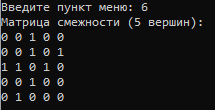 Введите пункт меню: 6
Матрица смежности (5 вершин):
0 0 1 0 0
0 0 1 0 1
1 1 0 1 0
0 0 1 0 0
0 1 0 0 0